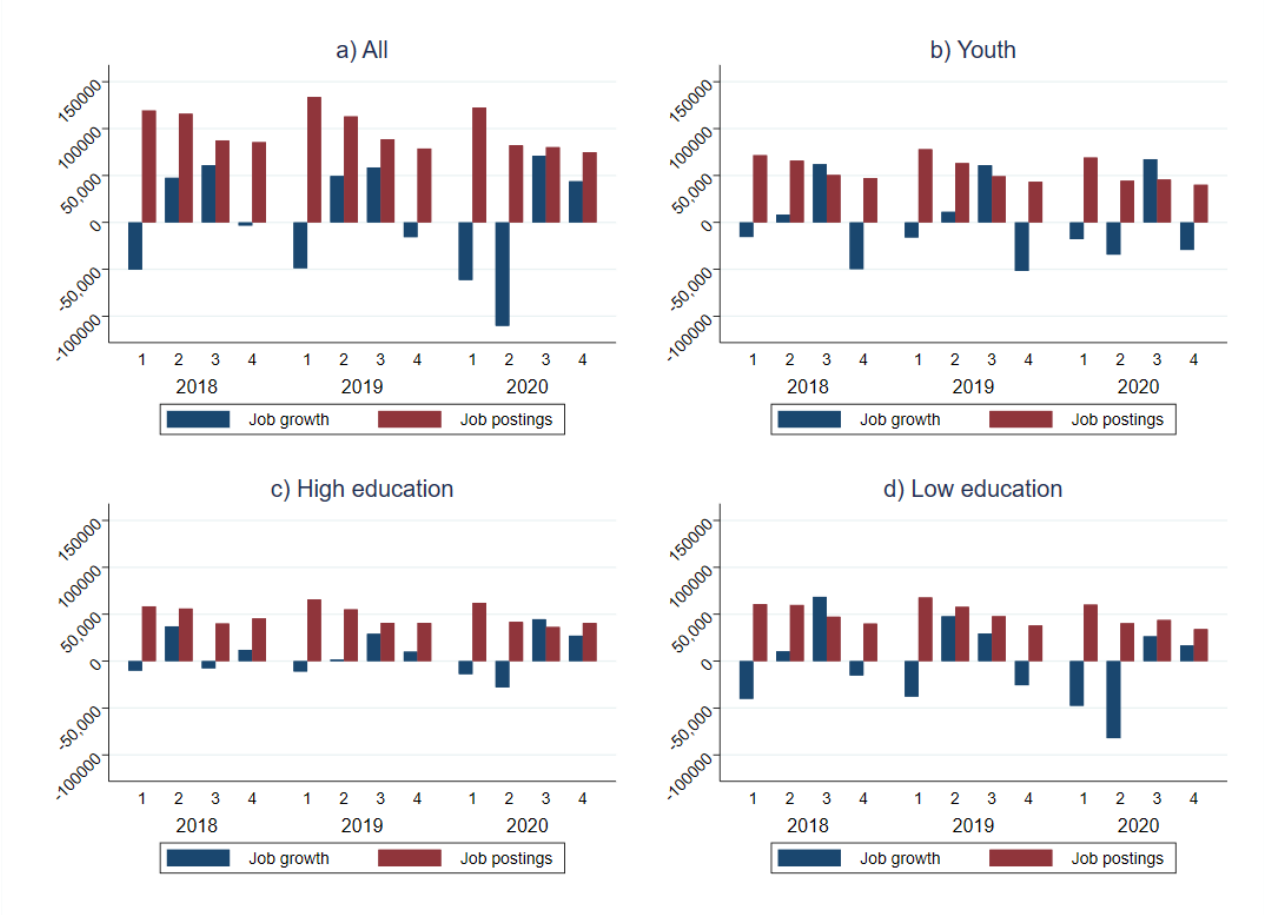 a) All
150000
100000
50,000
0
-50,000
-100000
1 2 3 4 1 2 3 4 1 2 3 4
2018 2019 2020
Job growth Job postings
b) Youth
150000
100000
50,000
0
-50,000
-100000
1 2 3 4 1 2 3 4 1 2 3 4
2018 2019 2020
Job growth Job postings
c) High education
150000
100000
50,000
0
-50,000
-100000
1 2 3 4 1 2 3 4 1 2 3 4
2018 2019 2020
Job growth Job postings
d) Low education
150000
100000
50,000
0
-50,000
-100000
1 2 3 4 1 2 3 4 1 2 3 4
2018 2019 2020
Job growth Job postings